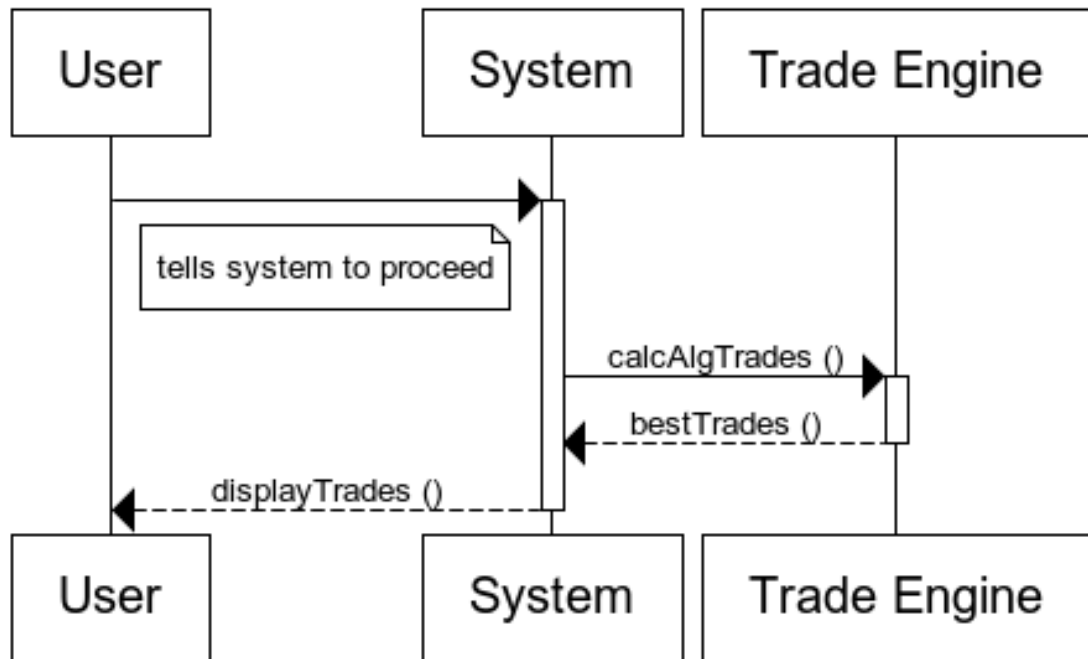 User
System
Trade Engine
tells system to proceed
calcAlgTrades ()
bestTrades ()
displayTrades ()
User
System
Trade Engine